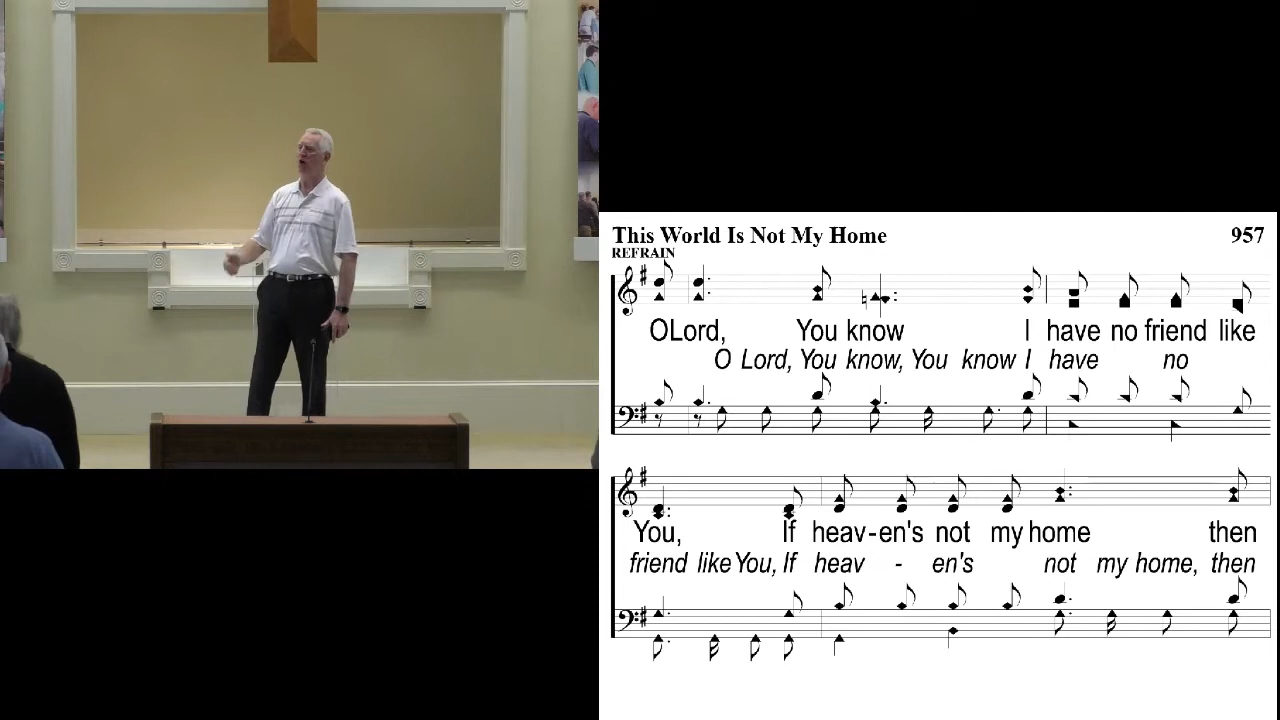 This World Is Not My Home 957
REFRAIN
OLord, You know I have no friend like
O Lord, You know, You know I have no
You, If heav-en's not my home then
friend like You, If heav - en's not my home, then